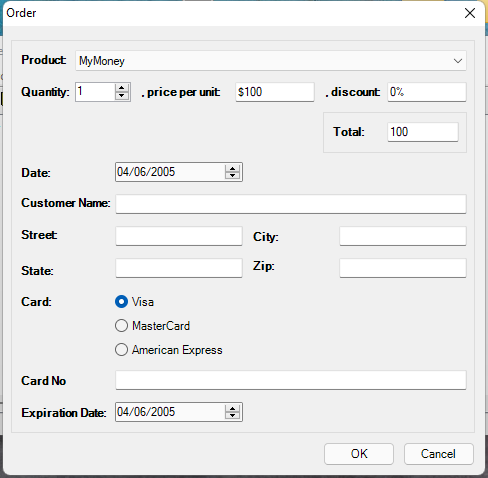 Order
Product: MyMoney
Quantity: 1 , price per unit: $100 , discount: 0%
Total: 100
Date: 04/06/2005
Customer Name:
Street: City:
State: Zip:
Card: Visa
MasterCard
American Express
Card No
Expiration Date: 04/06/2005
OK Cancel